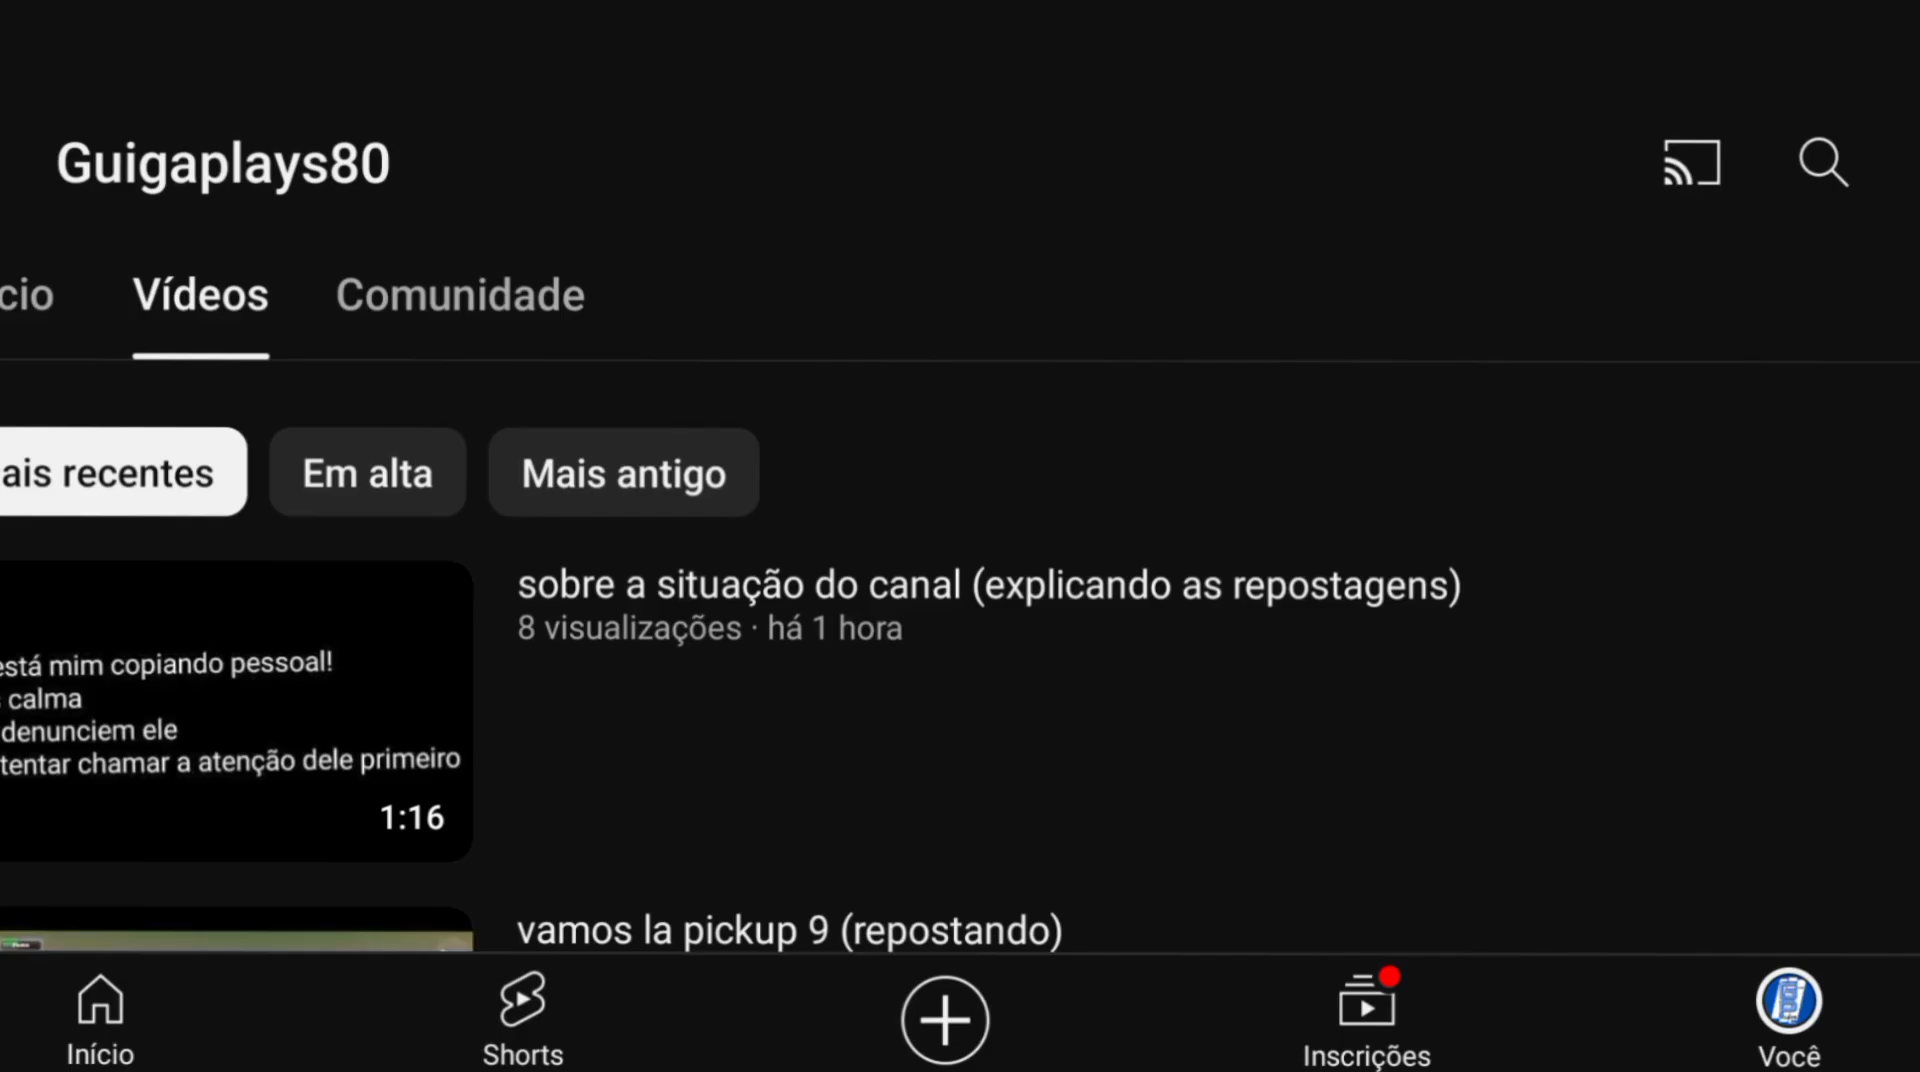 Guigaplays80
cio
Vídeos
Comunidade
ais recentes
Em alta
Mais antigo
sobre a situação do canal (explicando as repostagens)
8 visualizações · há 1 hora
está mim copiando pessoal!
calma
denunciem ele
tentar chamar a atenção dele primeiro
1:16
vamos la pickup 9 (repostando)
Início
Shorts
Inscrições
Você